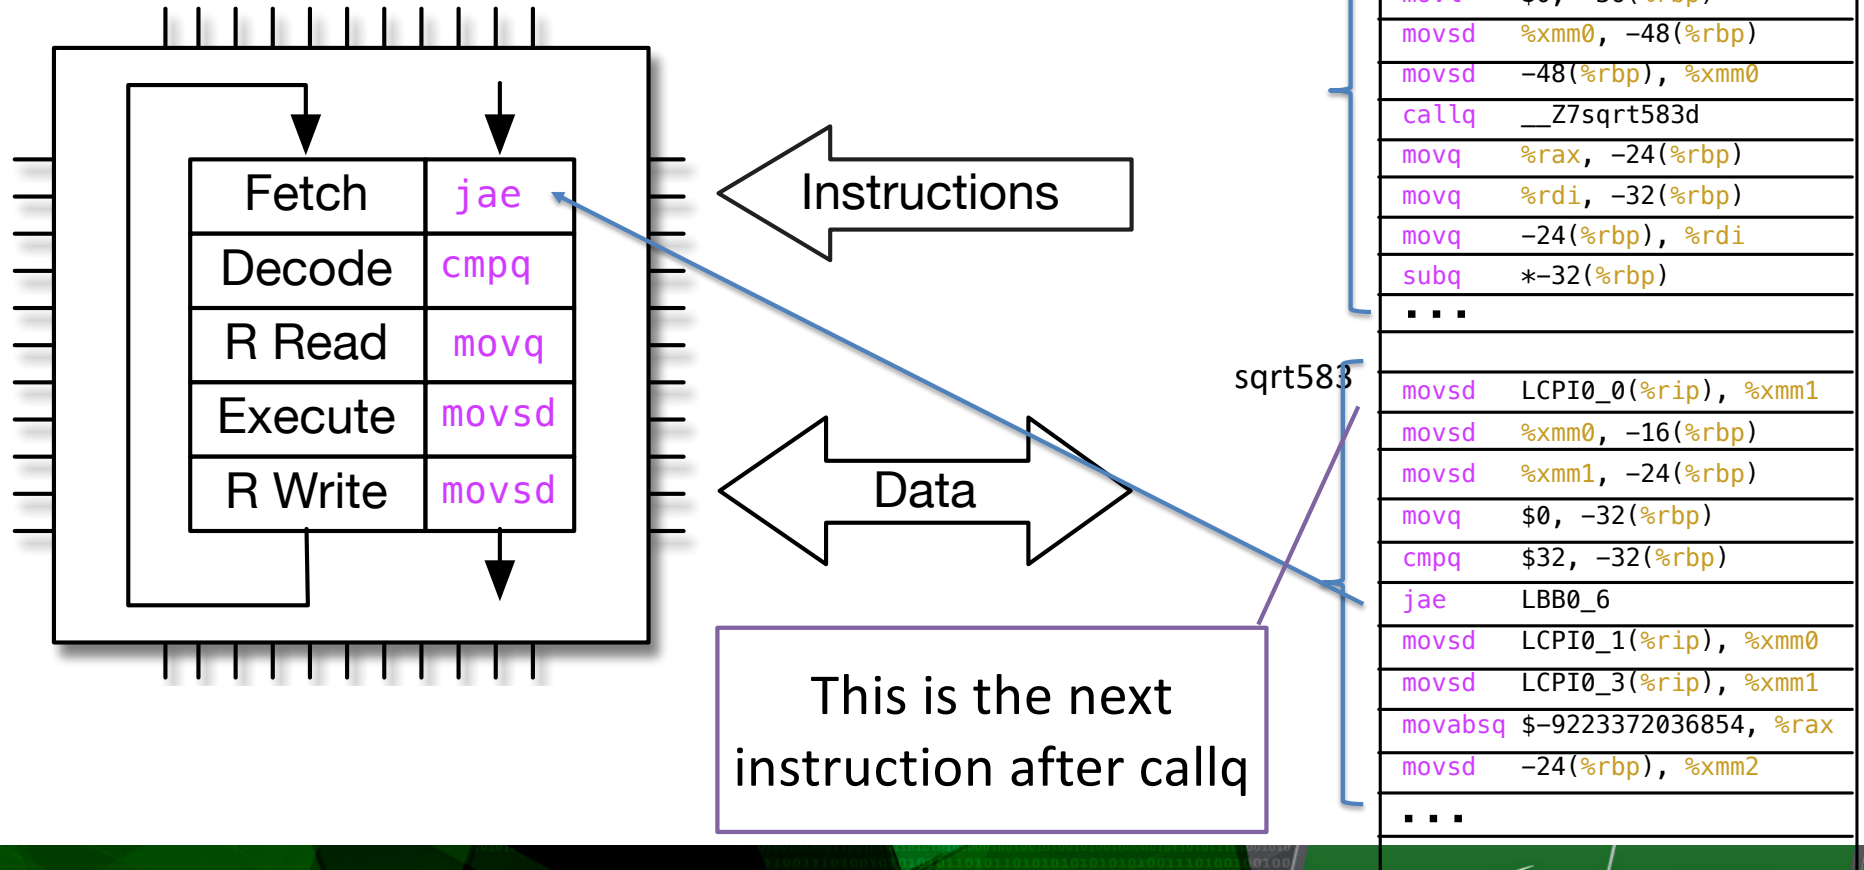 Fetch jae
Decode cmpq
R Read movq
Execute movsd
R Write movsd
Instructions
Data
This is the next
instruction after callq
sqrt583
movsd %xmm0, −48(%rbp)
movsd −48(%rbp), %xmm0
callq __Z7sqrt583d
movq %rax, −24(%rbp)
movq %rdi, −32(%rbp)
movq −24(%rbp), %rdi
subq *−32(%rbp)
...
movsd LCPI0_0(%rip), %xmm1
movsd %xmm0, −16(%rbp)
movsd %xmm1, −24(%rbp)
movq $0, −32(%rbp)
cmpq $32, −32(%rbp)
jae LBB0_6
movsd LCPI0_1(%rip), %xmm0
movsd LCPI0_3(%rip), %xmm1
movabsq $−9223372036854, %rax
movsd −24(%rbp), %xmm2
...